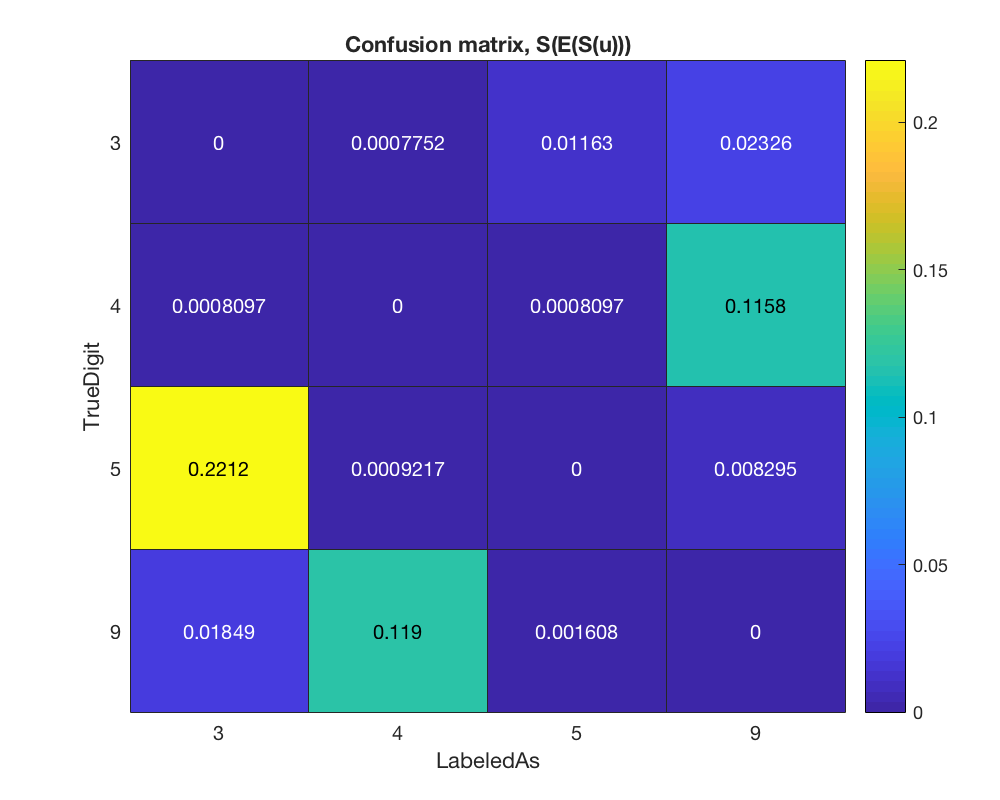 Confusion matrix, S(E(S(u)))
3 0 0.0007752 0.01163 0.02326
4 0.0008097 0 0.0008097 0.1158
5 0.2212 0.0009217 0 0.008295
9 0.01849 0.119 0.001608 0
3 4 5 9
LabeledAs
TrueDigit
0.2
0.15
0.1
0.05
0